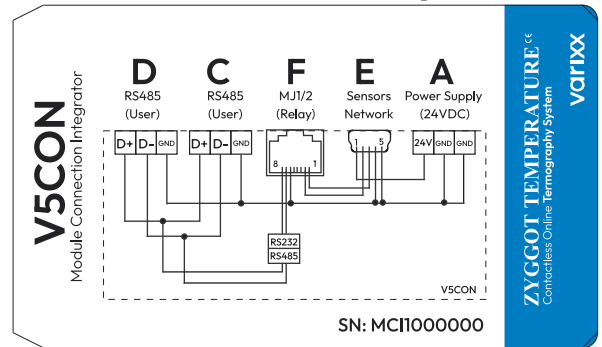 V5CON
Module Connection Integrator
D C F E A
RS485 RS485 MJ1/2 Sensors Power Supply
(User) (User) (Relay) Network (24VDC)
D+ D- GND D+ D- GND 8 1 1 5 24V GND GND
RS232
RS485
V5CON
SN: MCI1000000
ZYGGOT TEMPERATURE CE
Contactless Online Termography System
varixx